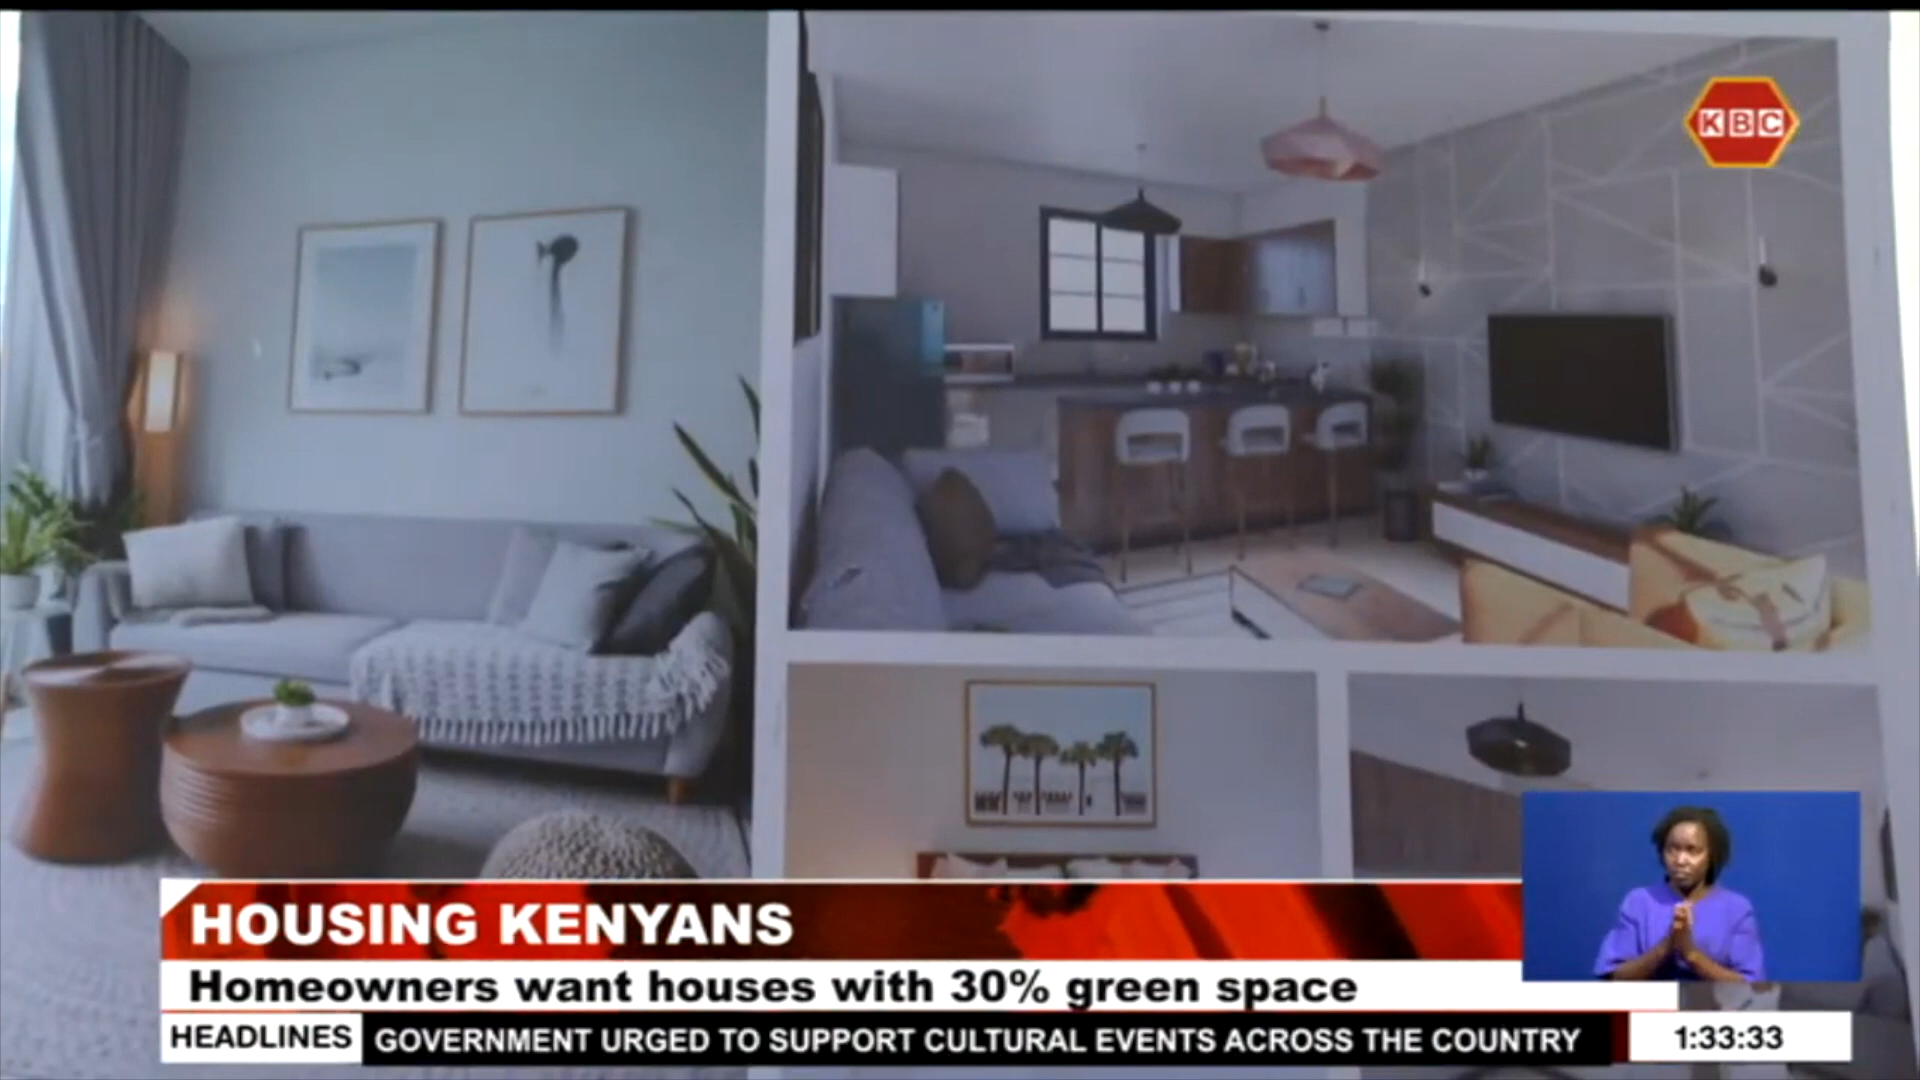 KBC
HOUSING KENYANS
Homeowners want houses with 30% green space
HEADLINES GOVERNMENT URGED TO SUPPORT CULTURAL EVENTS ACROSS THE COUNTRY 1:33:33